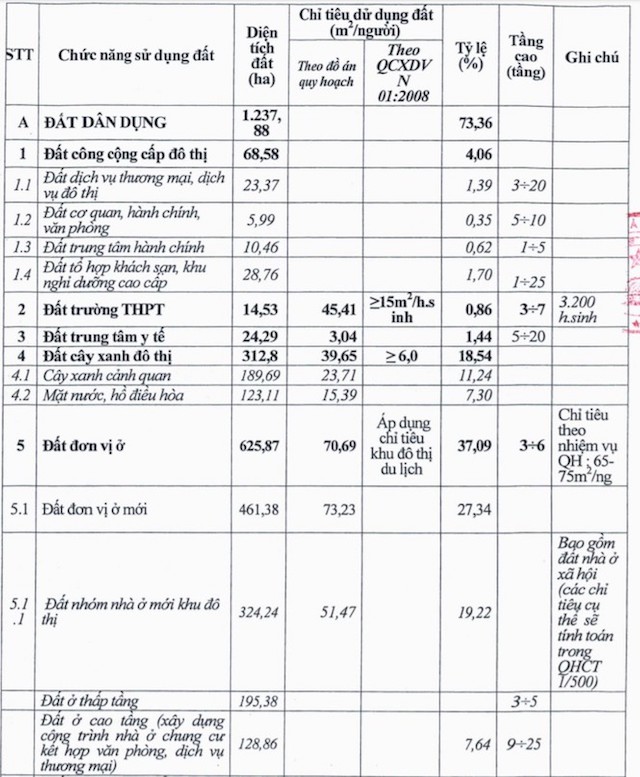 STT Chức năng sử dụng đất Diện tích đất (ha) Chỉ tiêu dử dụng đất (m²/người) Tỷ lệ (%) Tầng cao (tầng) Ghi chú
Theo đồ án quy hoạch Theo QCXDVN 01:2008
A ĐẤT DÂN DỤNG 1.237,88 73,36
1 Đất công cộng cấp đô thị 68,58 4,06
1.1 Đất dịch vụ thương mại, dịch vụ đô thị 23,37 1,39 3÷20
1.2 Đất cơ quan, hành chính, văn phòng 5,99 0,35 5÷10
1.3 Đất trung tâm hành chính 10,46 0,62 1÷5
1.4 Đất tổ hợp khách sạn, khu nghỉ dưỡng cao cấp 28,76 1,70 1÷25
2 Đất trường THPT 14,53 45,41 ≥15m²/h.sinh 0,86 3÷7 3.200 h.sinh
3 Đất trung tâm y tế 24,29 3,04 1,44 5÷20
4 Đất cây xanh đô thị 312,8 39,65 ≥ 6,0 18,54
4.1 Cây xanh cảnh quan 189,69 23,71 11,24
4.2 Mặt nước, hồ điều hòa 123,11 15,39 7,30
5 Đất đơn vị ở 625,87 70,69 Áp dụng chỉ tiêu khu đô thị du lịch 37,09 3÷6 Chỉ tiêu theo nhiệm vụ QH ; 65-75m²/ng
5.1 Đất đơn vị ở mới 461,38 73,23 27,34
5.1.1 Đất nhóm nhà ở mới khu đô thị 324,24 51,47 19,22 Bao gồm đất nhà ở xã hội (các chỉ tiêu cụ thể sẽ tính toán trong QHCT 1/500)
Đất ở thấp tầng 195,38 3÷5
Đất ở cao tầng (xây dựng công trình nhà ở chung cư kết hợp văn phòng, dịch vụ thương mại) 128,86 7,64 9÷25